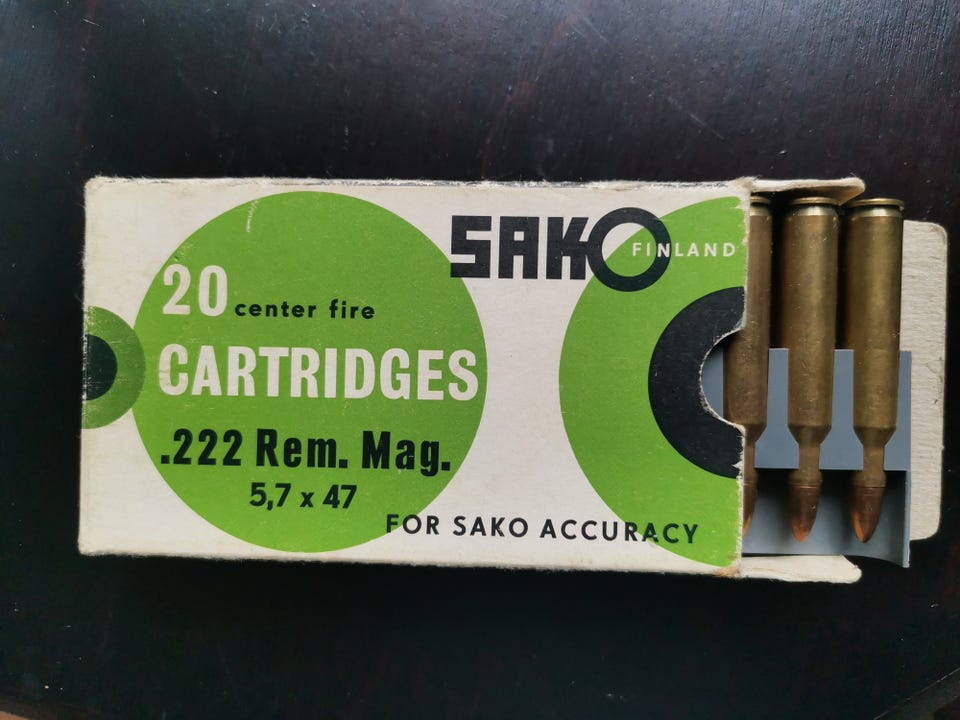 SAKO
FINLAND
20 center fire
CARTRIDGES
.222 Rem. Mag.
5,7 x 47
FOR SAKO ACCURACY